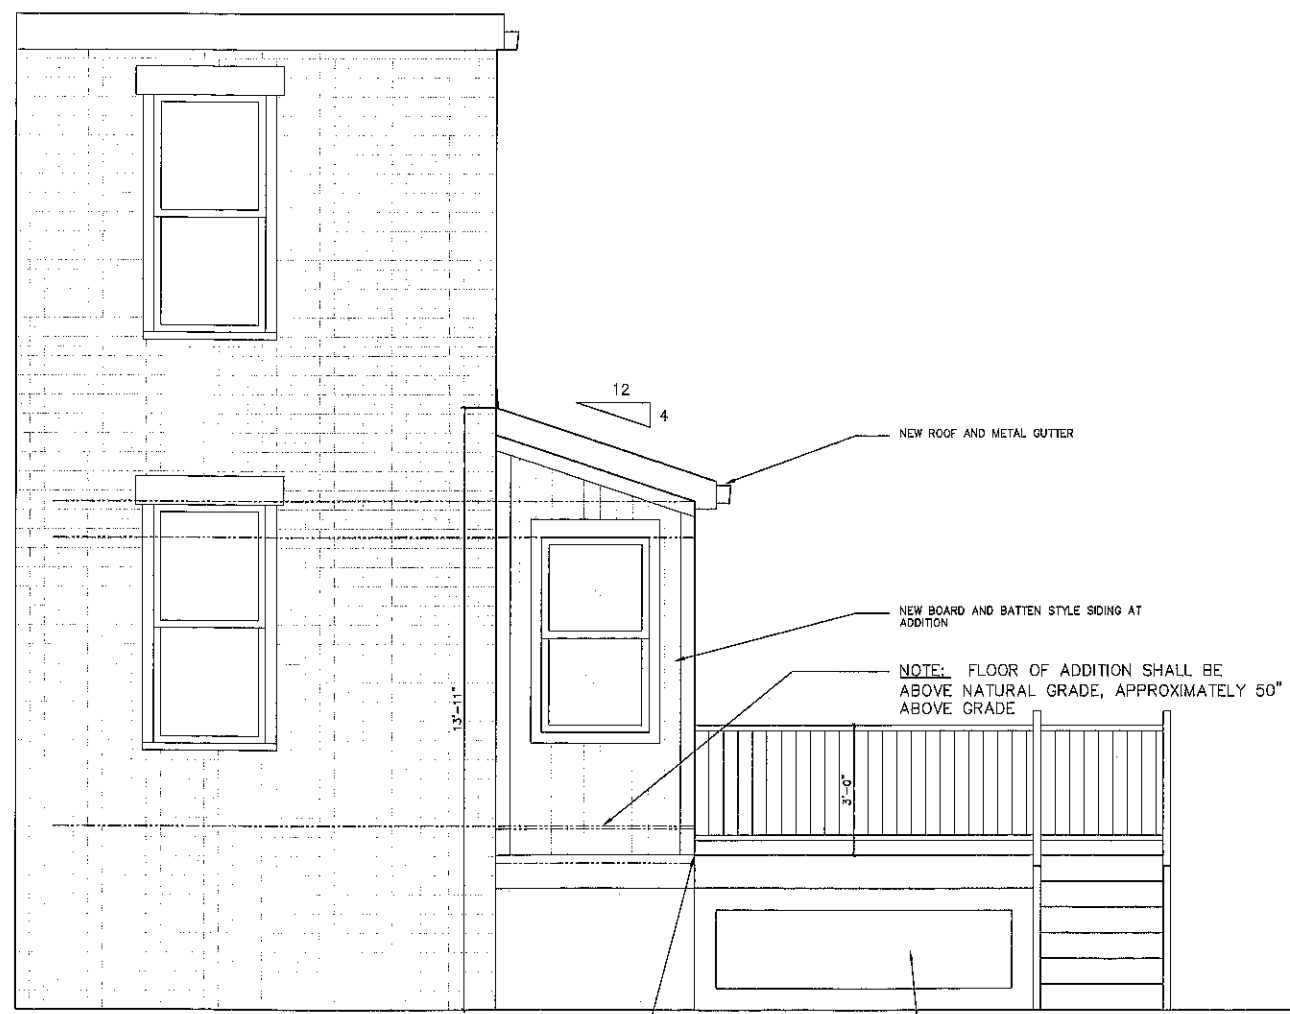 12
4
NEW ROOF AND METAL GUTTER
NEW BOARD AND BATTEN STYLE SIDING AT
ADDITION
NOTE: FLOOR OF ADDITION SHALL BE
ABOVE NATURAL GRADE, APPROXIMATELY 50"
ABOVE GRADE
13'-11"
3'-0"